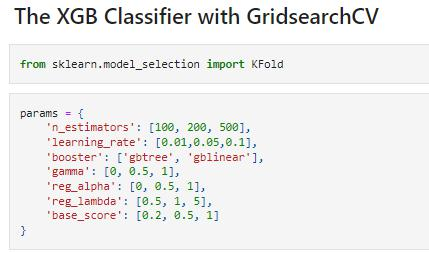 The XGB Classifier with GridsearchCV
from sklearn.model_selection import KFold
params = {
    'n_estimators': [100, 200, 500],
    'learning_rate': [0.01,0.05,0.1],
    'booster': ['gbtree', 'gblinear'],
    'gamma': [0, 0.5, 1],
    'reg_alpha': [0, 0.5, 1],
    'reg_lambda': [0.5, 1, 5],
    'base_score': [0.2, 0.5, 1]
}